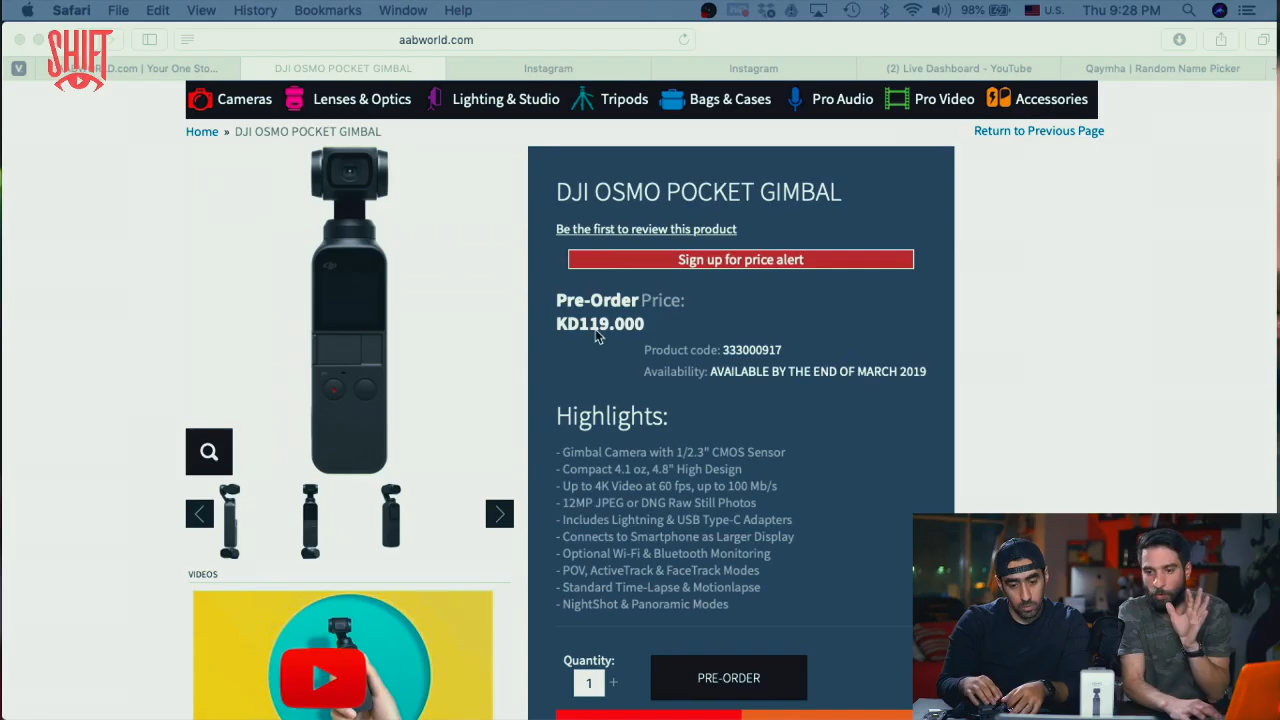 Safari File Edit View History Bookmarks Window Help 98% U.S. Thu 9:28 PM
SHIFT
aabworld.com
V
D.com | Your One Sto...
DJI OSMO POCKET GIMBAL
Instagram
Instagram
(2) Live Dashboard - YouTube
Qaymha | Random Name Picker
Cameras
Lenses & Optics
Lighting & Studio
Tripods
Bags & Cases
Pro Audio
Pro Video
Accessories
Home » DJI OSMO POCKET GIMBAL
Return to Previous Page
DJI OSMO POCKET GIMBAL
Be the first to review this product
Sign up for price alert
Pre-Order Price:
KD119.000
Product code: 333000917
Availability: AVAILABLE BY THE END OF MARCH 2019
Highlights:
- Gimbal Camera with 1/2.3" CMOS Sensor
- Compact 4.1 oz, 4.8" High Design
- Up to 4K Video at 60 fps, up to 100 Mb/s
- 12MP JPEG or DNG Raw Still Photos
- Includes Lightning & USB Type-C Adapters
- Connects to Smartphone as Larger Display
- Optional Wi-Fi & Bluetooth Monitoring
- POV, ActiveTrack & FaceTrack Modes
- Standard Time-Lapse & Motionlapse
- NightShot & Panoramic Modes
VIDEOS
Quantity:
1 +
PRE-ORDER